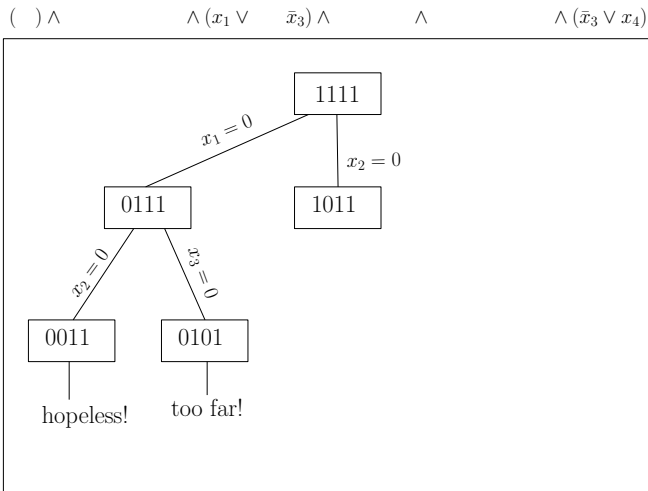 ( ) ∧ ∧ (x₁ ∨ x̄₃) ∧ ∧ ∧ (x̄₃ ∨ x₄)
1111
x₁ = 0
x₂ = 0
0111 1011
x₂ = 0 x₃ = 0
0011 0101
hopeless! too far!